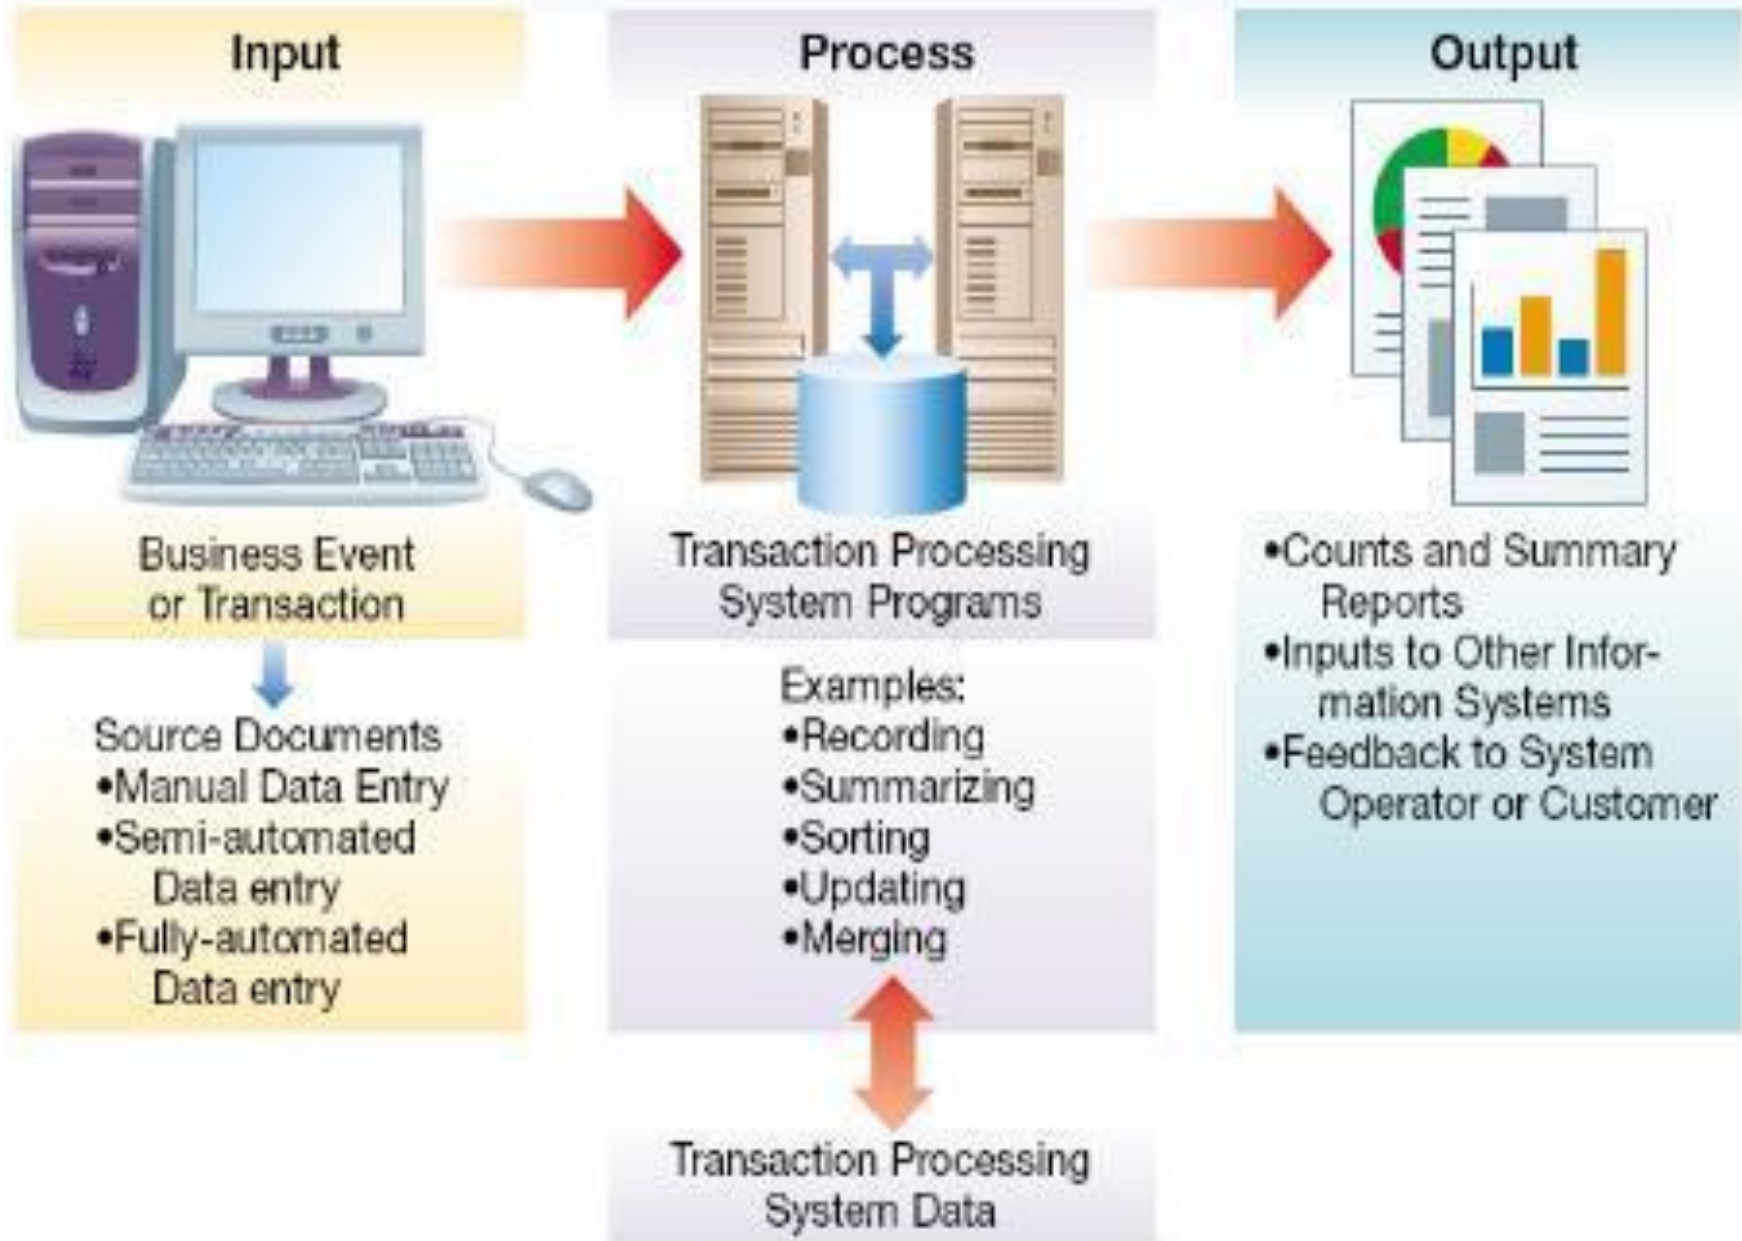 Input
Business Event
or Transaction
Source Documents
•Manual Data Entry
•Semi-automated
Data entry
•Fully-automated
Data entry
Process
Transaction Processing
System Programs
Examples:
•Recording
•Summarizing
•Sorting
•Updating
•Merging
Transaction Processing
System Data
Output
•Counts and Summary
Reports
•Inputs to Other Infor-
mation Systems
•Feedback to System
Operator or Customer